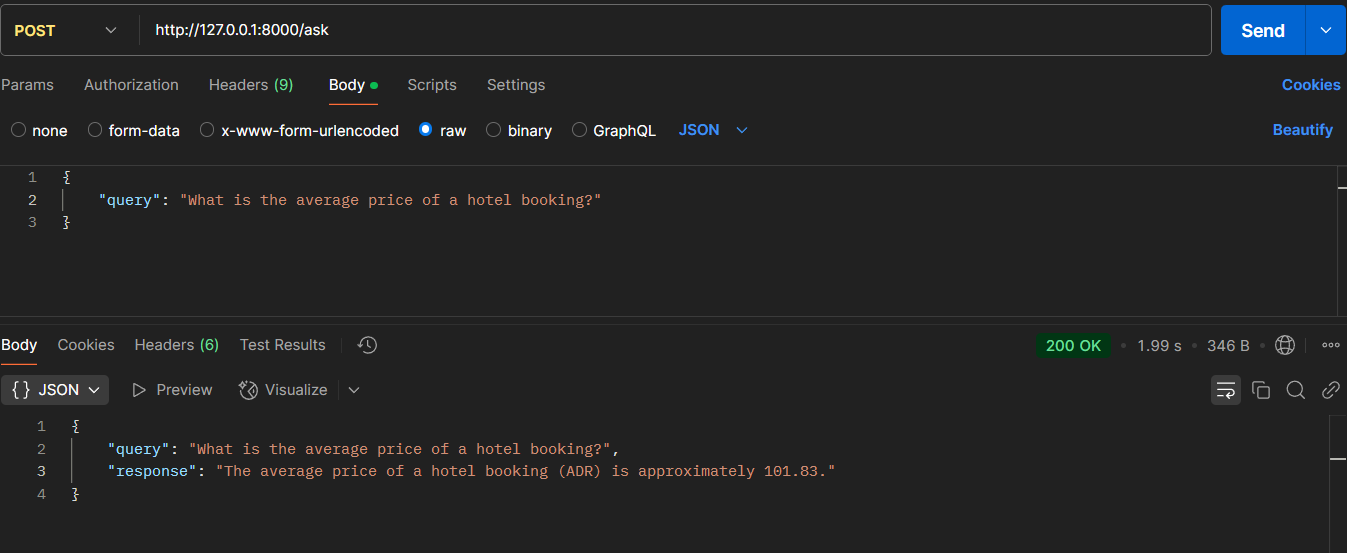 POST http://127.0.0.1:8000/ask Send
Params Authorization Headers (9) Body Scripts Settings Cookies
none form-data x-www-form-urlencoded raw binary GraphQL JSON Beautify
1 {
2 "query": "What is the average price of a hotel booking?"
3 }
Body Cookies Headers (6) Test Results 200 OK • 1.99 s • 346 B •
{} JSON Preview Visualize
1 {
2 "query": "What is the average price of a hotel booking?",
3 "response": "The average price of a hotel booking (ADR) is approximately 101.83."
4 }